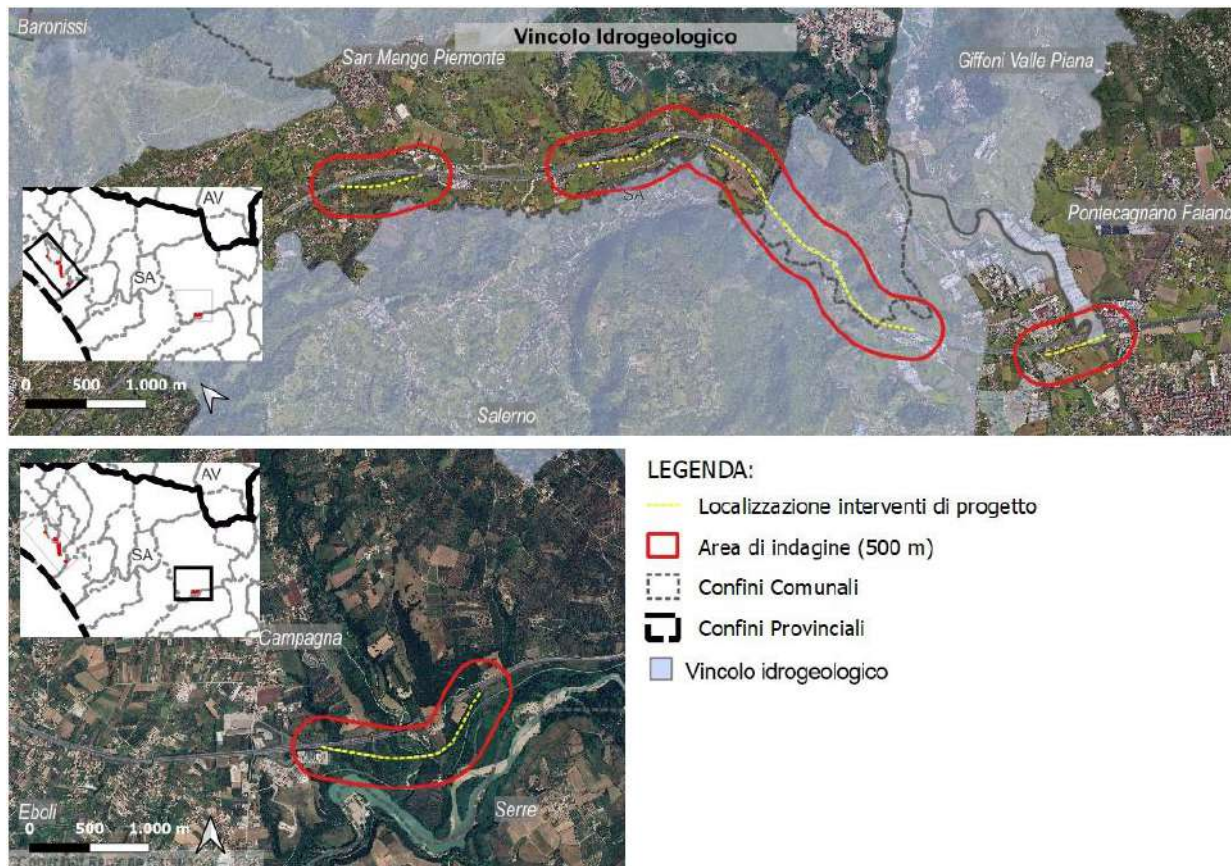 Baronissi
Vincolo Idrogeologico
San Mango Piemonte
Giffoni Valle Piana
AV
SA
SA
Pontecagnano Faiano
0 500 1.000 m
Salerno
AV
SA
Campagna
Eboli
Serre
0 500 1.000 m
LEGENDA:
Localizzazione interventi di progetto
Area di indagine (500 m)
Confini Comunali
Confini Provinciali
Vincolo idrogeologico